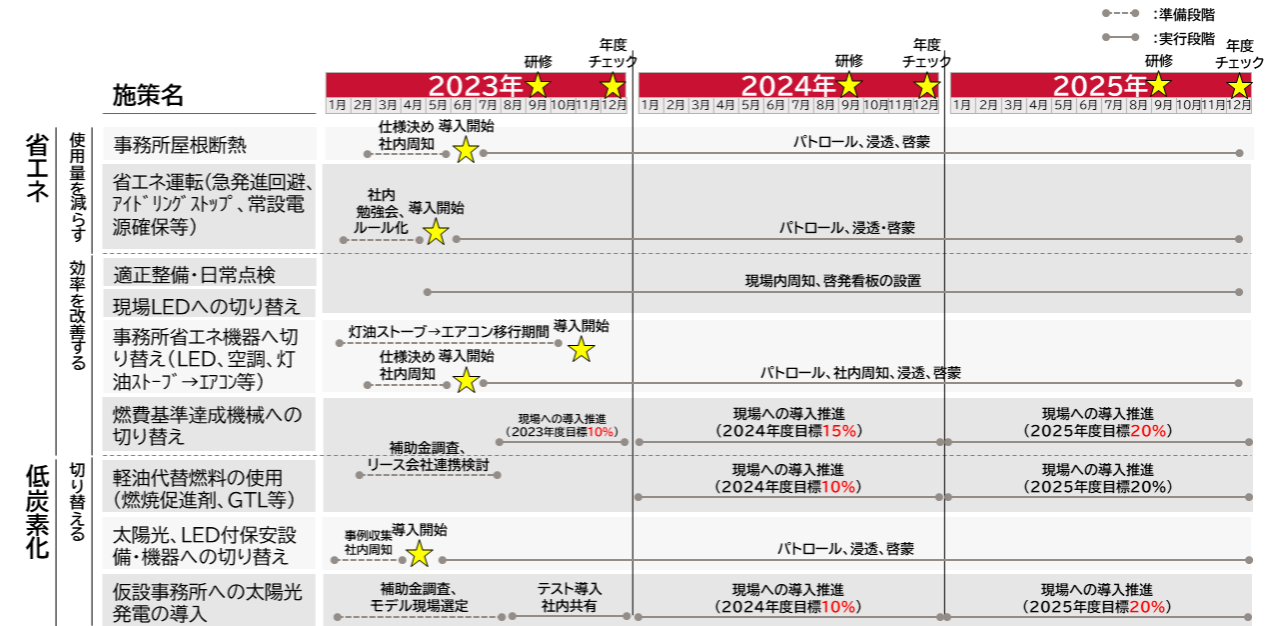 :準備段階
:実行段階
研修
年度
チェック
研修
年度
チェック
研修
年度
チェック
施策名
2023年
2024年
2025年
1月 2月 3月 4月 5月 6月 7月 8月 9月 10月 11月 12月
1月 2月 3月 4月 5月 6月 7月 8月 9月 10月 11月 12月
1月 2月 3月 4月 5月 6月 7月 8月 9月 10月 11月 12月
省エネ
使用量を減らす
事務所屋根断熱
仕様決め
社内周知
導入開始
パトロール、浸透、啓蒙
省エネ運転(急発進回避、
ｱｲﾄﾞﾘﾝｸﾞｽﾄｯﾌﾟ、常設電
源確保等)
社内
勉強会、
ルール化
導入開始
パトロール、浸透・啓蒙
効率を改善する
適正整備・日常点検
現場LEDへの切り替え
現場内周知、啓発看板の設置
事務所省エネ機器へ切
り替え(LED、空調、灯
油ｽﾄｰﾌﾞ→ｴｱｺﾝ等)
灯油ストーブ→エアコン移行期間
導入開始
仕様決め
社内周知
導入開始
パトロール、社内周知、浸透、啓蒙
燃費基準達成機械への
切り替え
現場への導入推進
(2023年度目標10%)
現場への導入推進
(2024年度目標15%)
現場への導入推進
(2025年度目標20%)
補助金調査、
リース会社連携検討
低炭素化
切り替える
軽油代替燃料の使用
(燃焼促進剤、GTL等)
現場への導入推進
(2024年度目標10%)
現場への導入推進
(2025年度目標20%)
太陽光、LED付保安設
備・機器への切り替え
事例収集
社内周知
導入開始
パトロール、浸透、啓蒙
仮設事務所への太陽光
発電の導入
補助金調査、
モデル現場選定
テスト導入
社内共有
現場への導入推進
(2024年度目標10%)
現場への導入推進
(2025年度目標20%)